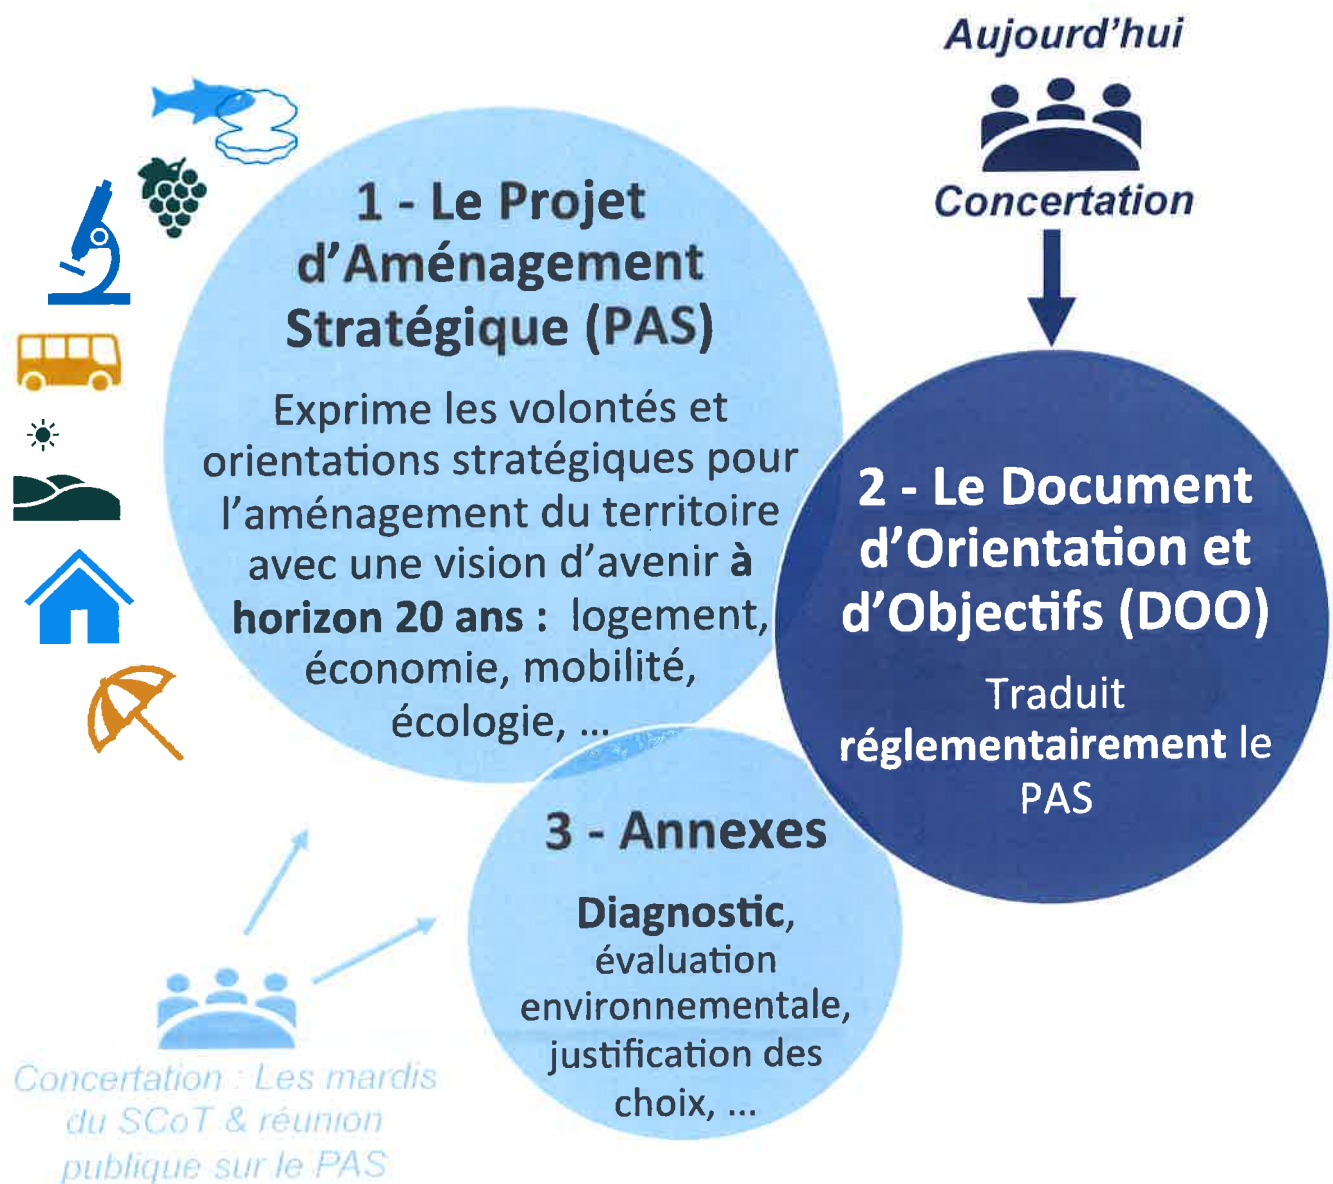 Aujourd'hui
Concertation
1 - Le Projet
d'Aménagement
Stratégique (PAS)
Exprime les volontés et
orientations stratégiques pour
l'aménagement du territoire
avec une vision d'avenir à
horizon 20 ans : logement,
économie, mobilité,
écologie, ...
2 - Le Document
d'Orientation et
d'Objectifs (DOO)
Traduit
réglementairement le
PAS
3 - Annexes
Diagnostic,
évaluation
environnementale,
justification des
choix, ...
Concertation : Les mardis
du SCoT & réunion
publique sur le PAS